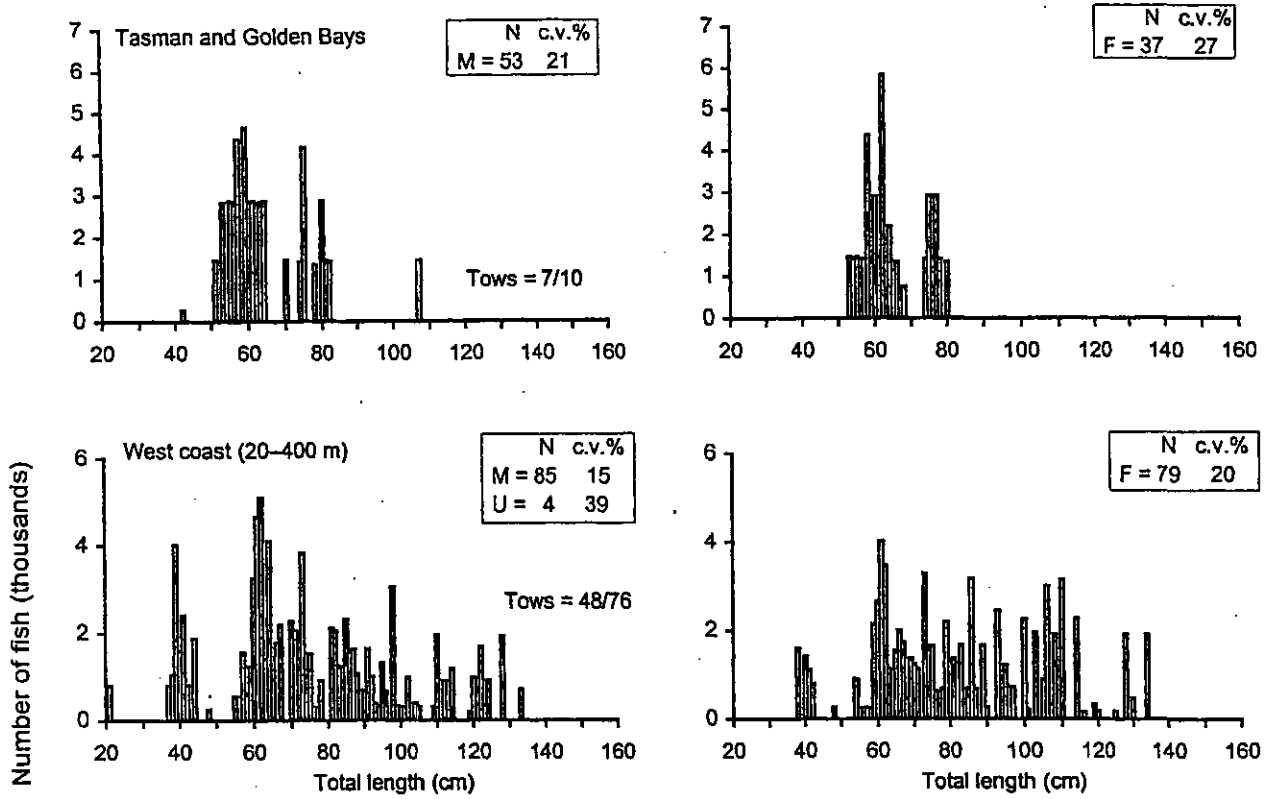 Tasman and Golden Bays
N c.v.%
M = 53 21
Tows = 7/10
7
6
5
4
3
2
1
0
20 40 60 80 100 120 140 160
N c.v.%
F = 37 27
7
6
5
4
3
2
1
0
20 40 60 80 100 120 140 160
West coast (20–400 m)
N c.v.%
M = 85 15
U = 4 39
Tows = 48/76
6
4
2
0
20 40 60 80 100 120 140 160
Total length (cm)
N c.v.%
F = 79 20
6
4
2
0
20 40 60 80 100 120 140 160
Total length (cm)
Number of fish (thousands)